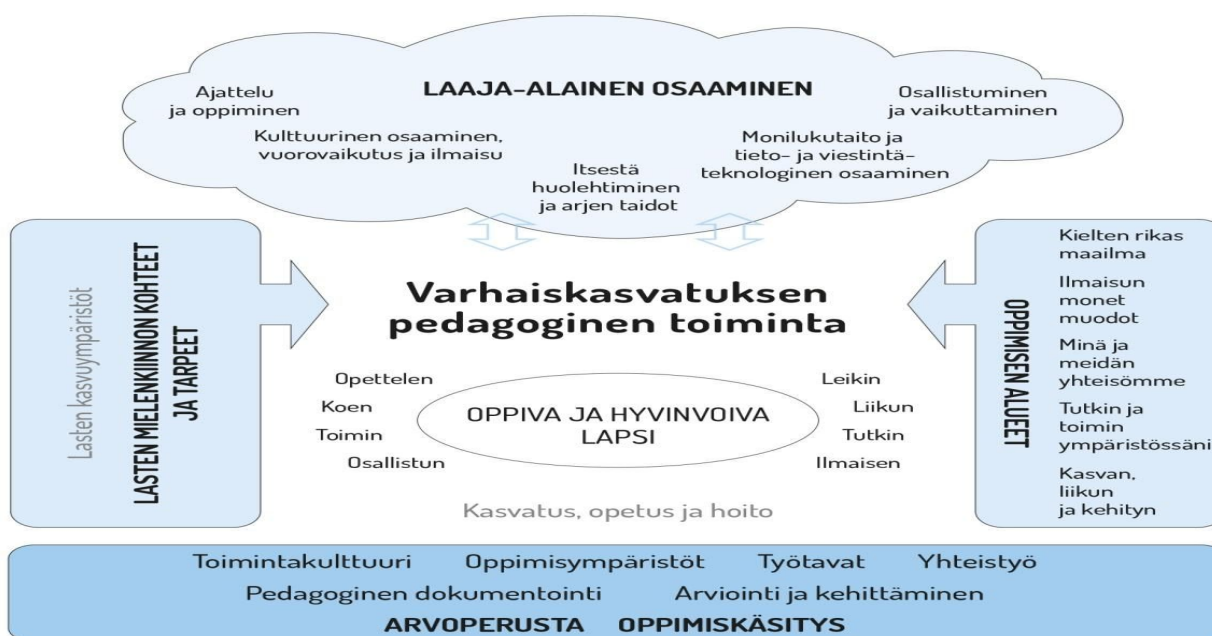 LAAJA-ALAINEN OSAAMINEN
Ajattelu
ja oppiminen
Kulttuurinen osaaminen,
vuorovaikutus ja ilmaisu
Itsestä
huolehtiminen
ja arjen taidot
Monilukutaito ja
tieto- ja viestintä-
teknologinen osaaminen
Osallistuminen
ja vaikuttaminen
Lasten kasvuympäristöt
LASTEN MIELENKIINNON KOHTEET
JA TARPEET
Varhaiskasvatuksen
pedagoginen toiminta
Opettelen
Koen
Toimin
Osallistun
OPPIVA JA HYVINVOIVA
LAPSI
Leikin
Liikun
Tutkin
Ilmaisen
Kasvatus, opetus ja hoito
OPPIMISEN ALUEET
Kielten rikas
maailma
Ilmaisun
monet
muodot
Minä ja
meidän
yhteisömme
Tutkin ja
toimin
ympäristössäni
Kasvan,
liikun
ja kehityn
Toimintakulttuuri Oppimisympäristöt Työtavat Yhteistyö
Pedagoginen dokumentointi Arviointi ja kehittäminen
ARVOPERUSTA OPPIMISKÄSITYS